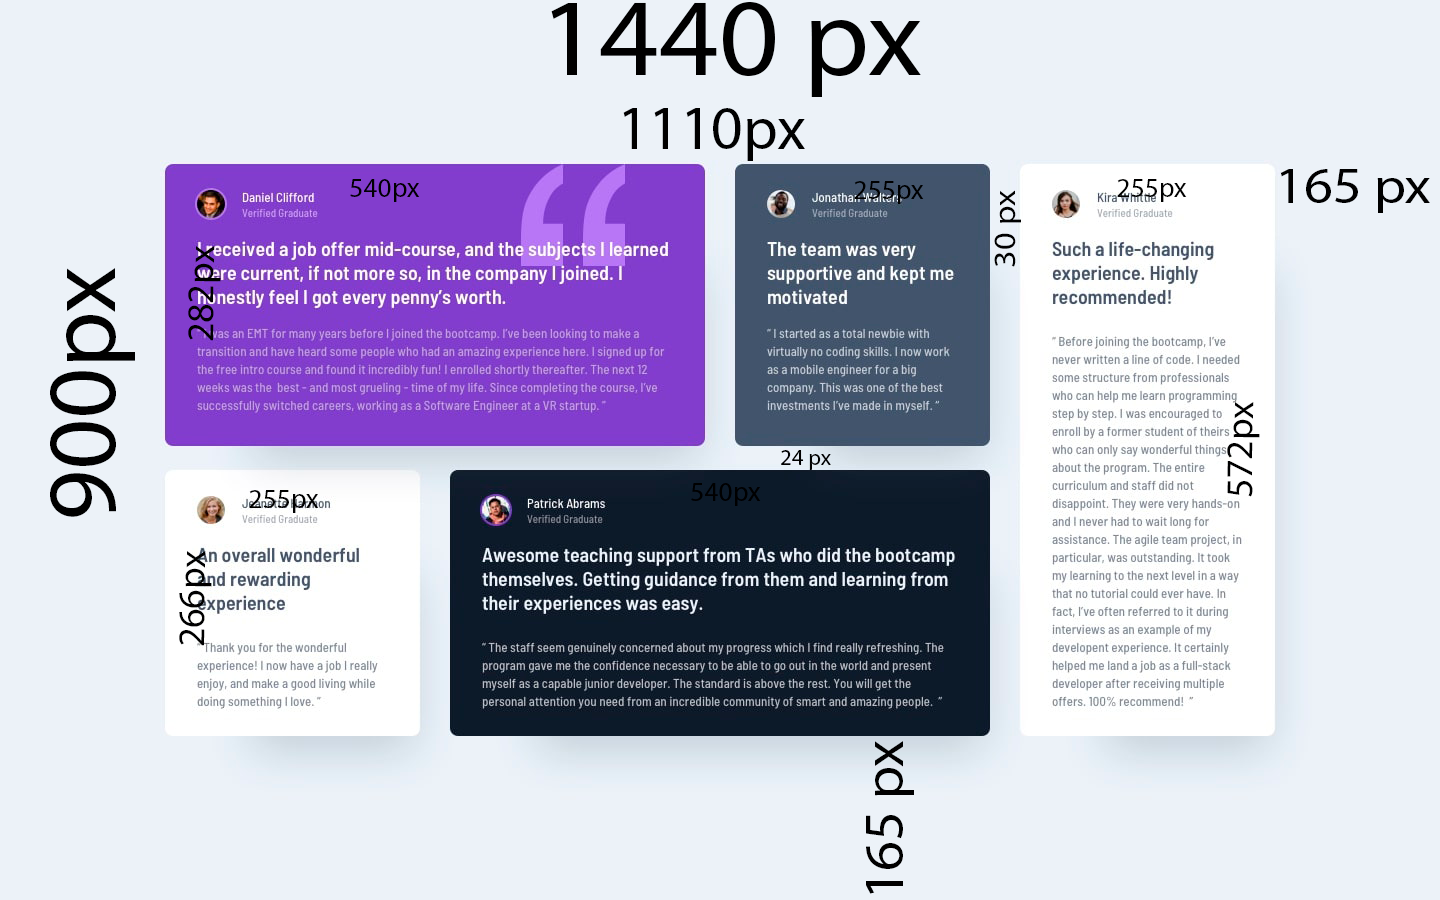 1440 px
1110px
900px
165 px
Daniel Clifford
Verified Graduate
540px
282px
received a job offer mid-course, and the subjects I learned
were current, if not more so, in the company I joined. I
honestly feel I got every penny’s worth.
“ I was an EMT for many years before I joined the bootcamp. I’ve been looking to make a
transition and have heard some people who had an amazing experience here. I signed up for
the free intro course and found it incredibly fun! I enrolled shortly thereafter. The next 12
weeks was the best - and most grueling - time of my life. Since completing the course, I’ve
successfully switched careers, working as a Software Engineer at a VR startup. ”
Jonathan Walters
Verified Graduate
255px
The team was very
supportive and kept me
motivated
“ I started as a total newbie with
virtually no coding skills. I now work
as a mobile engineer for a big
company. This was one of the best
investments I’ve made in myself. ”
30 px
24 px
Kira Whittle
Verified Graduate
255px
572px
Such a life-changing
experience. Highly
recommended!
“ Before joining the bootcamp, I’ve
never written a line of code. I needed
some structure from professionals
who can help me learn programming
step by step. I was encouraged to
enroll by a former student of theirs
who can only say wonderful things
about the program. The entire
curriculum and staff did not
disappoint. They were very hands-on
and I never had to wait long for
assistance. The agile team project, in
particular, was outstanding. It took
my learning to the next level in a way
that no tutorial could ever have. In
fact, I’ve often referred to it during
interviews as an example of my
developent experience. It certainly
helped me land a job as a full-stack
developer after receiving multiple
offers. 100% recommend! ”
Jeanette Harmon
Verified Graduate
255px
266px
An overall wonderful
and rewarding
experience
“ Thank you for the wonderful
experience! I now have a job I really
enjoy, and make a good living while
doing something I love. ”
Patrick Abrams
Verified Graduate
540px
Awesome teaching support from TAs who did the bootcamp
themselves. Getting guidance from them and learning from
their experiences was easy.
“ The staff seem genuinely concerned about my progress which I find really refreshing. The
program gave me the confidence necessary to be able to go out in the world and present
myself as a capable junior developer. The standard is above the rest. You will get the
personal attention you need from an incredible community of smart and amazing people. ”
165 px